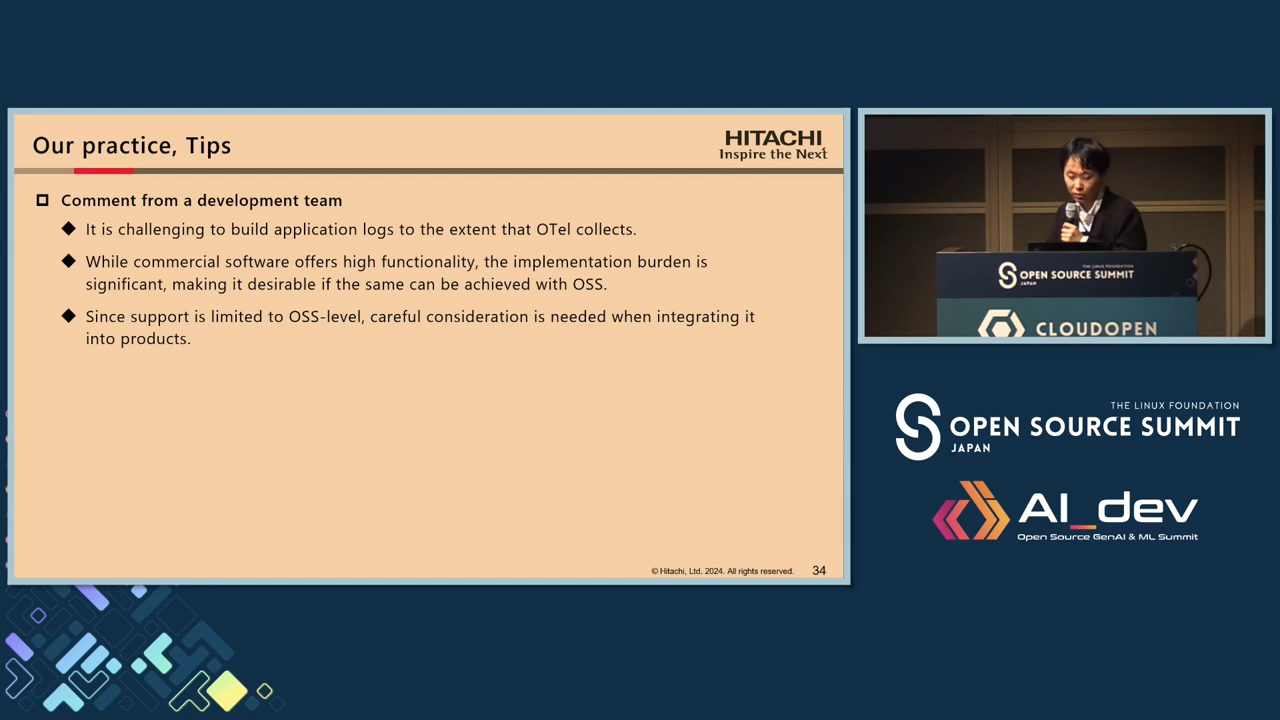 Our practice, Tips
HITACHI
Inspire the Next
Comment from a development team
It is challenging to build application logs to the extent that OTel collects.
While commercial software offers high functionality, the implementation burden is
significant, making it desirable if the same can be achieved with OSS.
Since support is limited to OSS-level, careful consideration is needed when integrating it
into products.
© Hitachi, Ltd. 2024. All rights reserved.
34
THE LINUX FOUNDATION
OPEN SOURCE SUMMIT
JAPAN
CLOUDOPEN
THE LINUX FOUNDATION
OPEN SOURCE SUMMIT
JAPAN
AI_dev
Open Source GenAI & ML Summit